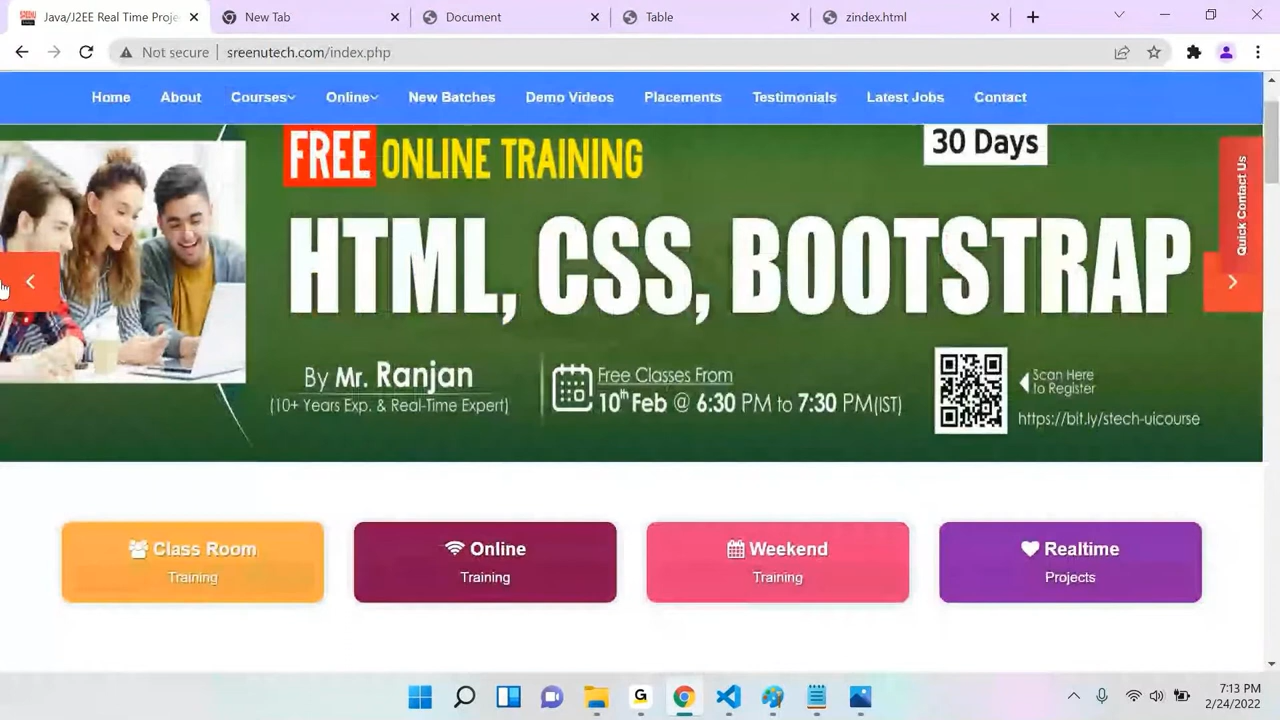 Java/J2EE Real Time Proje
New Tab
Document
Table
zindex.html
Not secure
sreenutech.com/index.php
Home
About
Courses
Online
New Batches
Demo Videos
Placements
Testimonials
Latest Jobs
Contact
FREE ONLINE TRAINING
30 Days
HTML, CSS, BOOTSTRAP
Quick Contact Us
By Mr. Ranjan
(10+ Years Exp. & Real-Time Expert)
Free Classes From
10th Feb @ 6:30 PM to 7:30 PM(IST)
Scan Here
to Register
https://bit.ly/stech-uicourse
Class Room
Training
Online
Training
Weekend
Training
Realtime
Projects
7:13 PM
2/24/2022